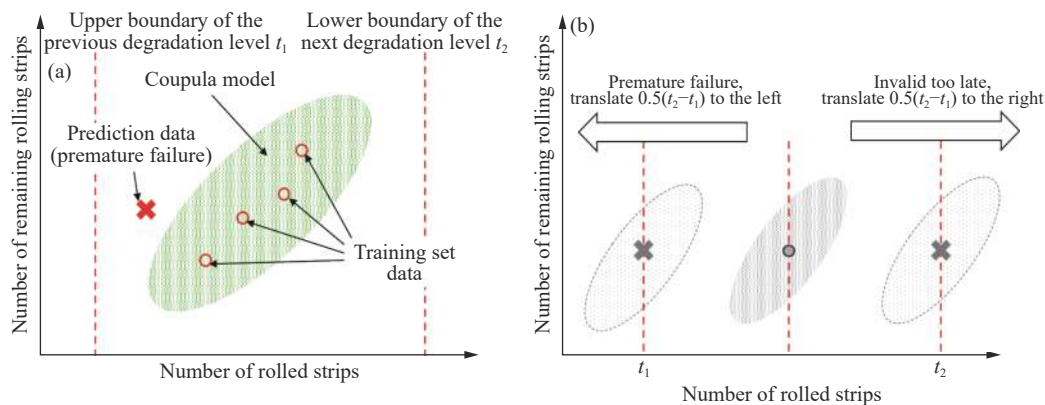 Upper boundary of the
previous degradation level t1
Lower boundary of the
next degradation level t2
(a)
Coupula model
Prediction data
(premature failure)
Training set
data
Number of remaining rolling strips
Number of rolled strips
(b)
Premature failure,
translate 0.5(t2−t1) to the left
Invalid too late,
translate 0.5(t2−t1) to the right
Number of remaining rolling strips
t1
t2
Number of rolled strips